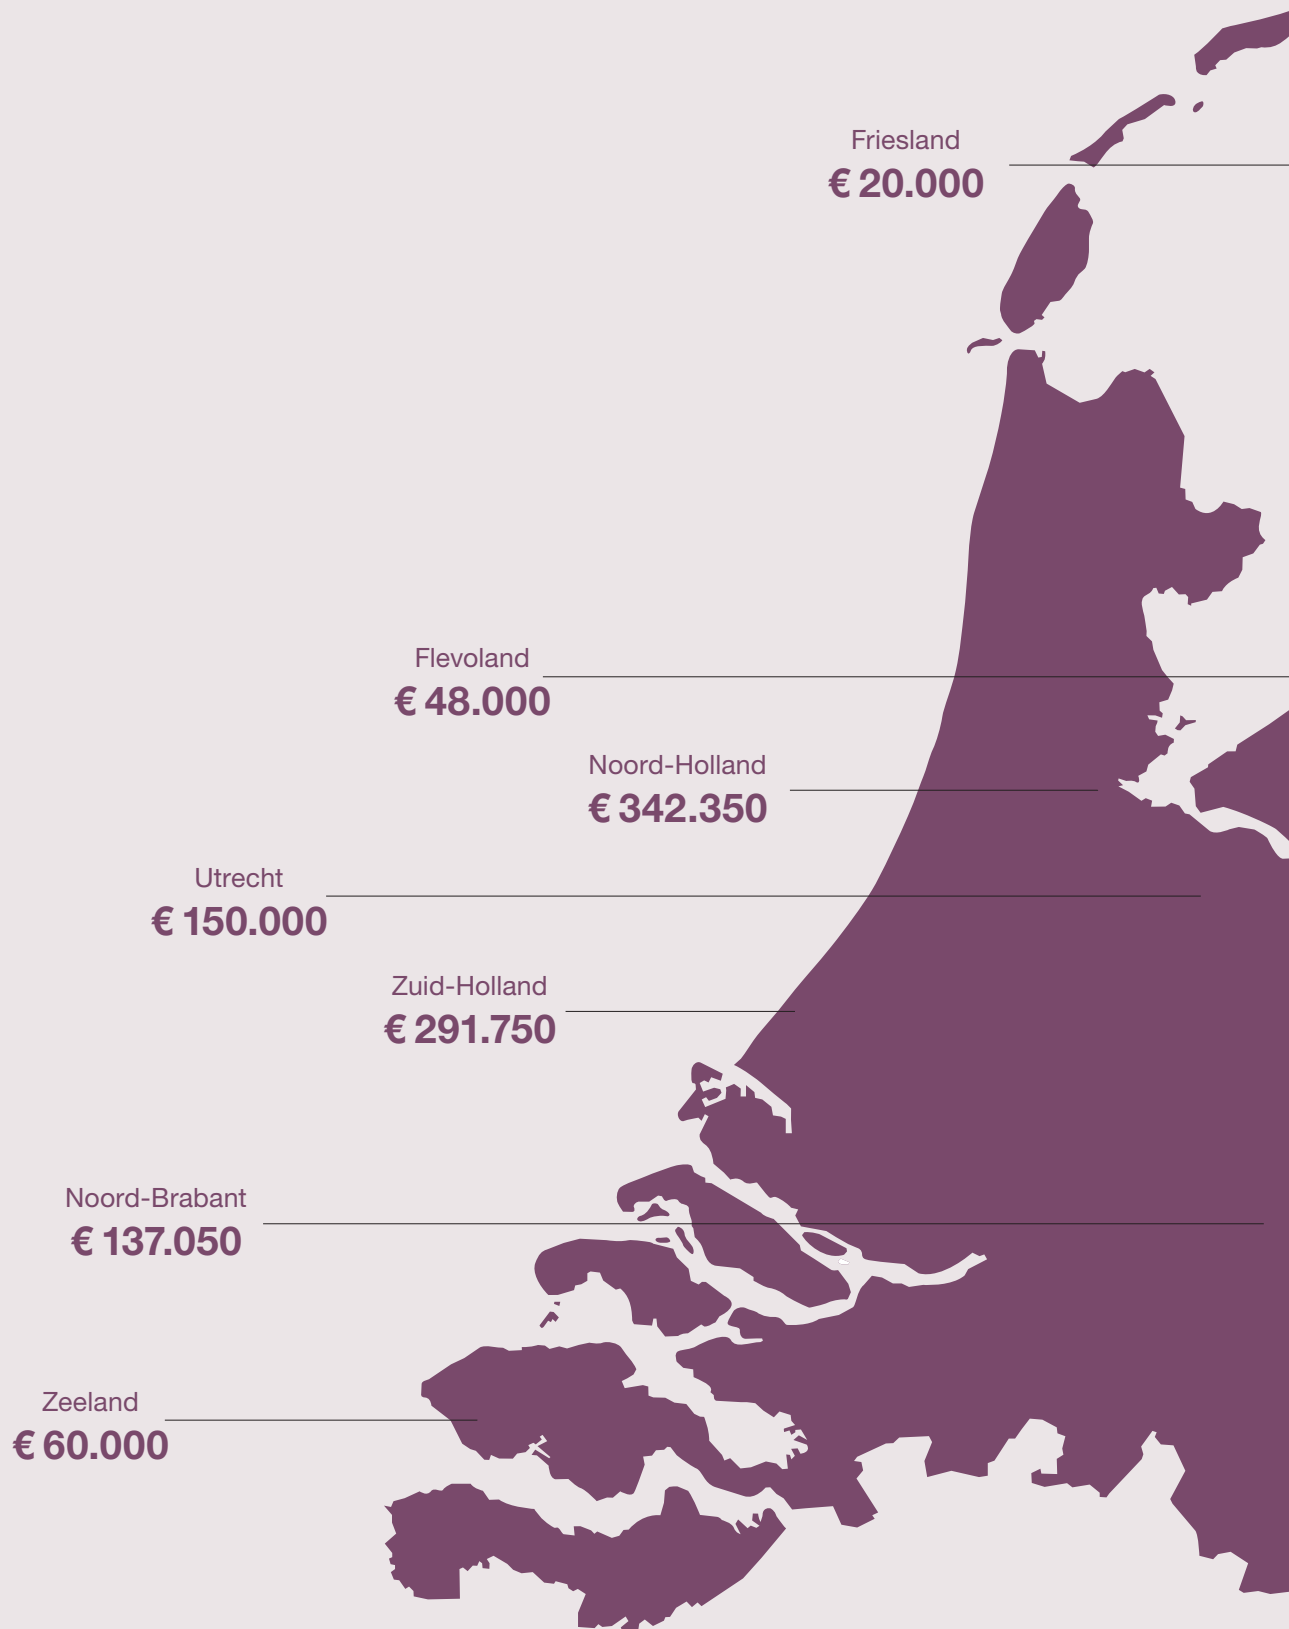 Friesland
€ 20.000
Flevoland
€ 48.000
Noord-Holland
€ 342.350
Utrecht
€ 150.000
Zuid-Holland
€ 291.750
Noord-Brabant
€ 137.050
Zeeland
€ 60.000